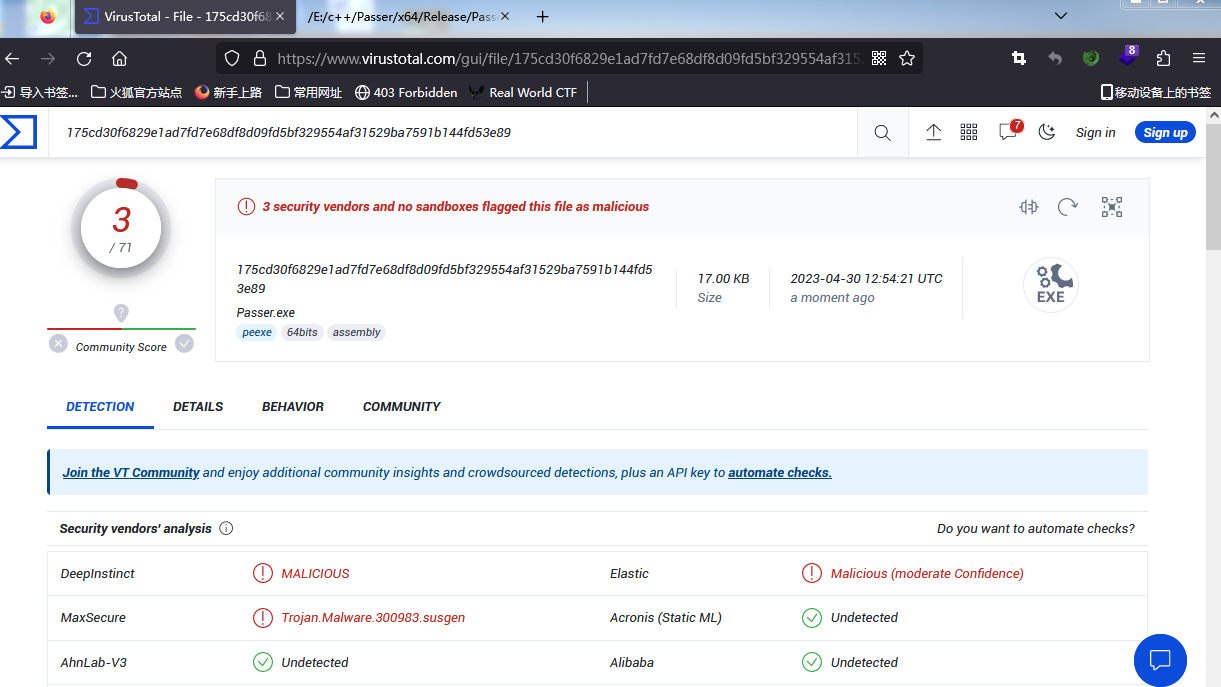 VirusTotal - File - 175cd30f68
/E:/c++/Passer/x64/Release/Pass
https://www.virustotal.com/gui/file/175cd30f6829e1ad7fd7e68df8d09fd5bf329554af315
8
导入书签... 火狐官方站点 新手上路 常用网址 403 Forbidden Real World CTF 移动设备上的书签
175cd30f6829e1ad7fd7e68df8d09fd5bf329554af31529ba7591b144fd53e89
7 Sign in Sign up
3
/ 71
3 security vendors and no sandboxes flagged this file as malicious
175cd30f6829e1ad7fd7e68df8d09fd5bf329554af31529ba7591b144fd5
3e89
Passer.exe
peexe 64bits assembly
17.00 KB
Size
2023-04-30 12:54:21 UTC
a moment ago
EXE
?
Community Score
DETECTION DETAILS BEHAVIOR COMMUNITY
Join the VT Community and enjoy additional community insights and crowdsourced detections, plus an API key to automate checks.
Security vendors' analysis Do you want to automate checks?
DeepInstinct MALICIOUS Elastic Malicious (moderate Confidence)
MaxSecure Trojan.Malware.300983.susgen Acronis (Static ML) Undetected
AhnLab-V3 Undetected Alibaba Undetected